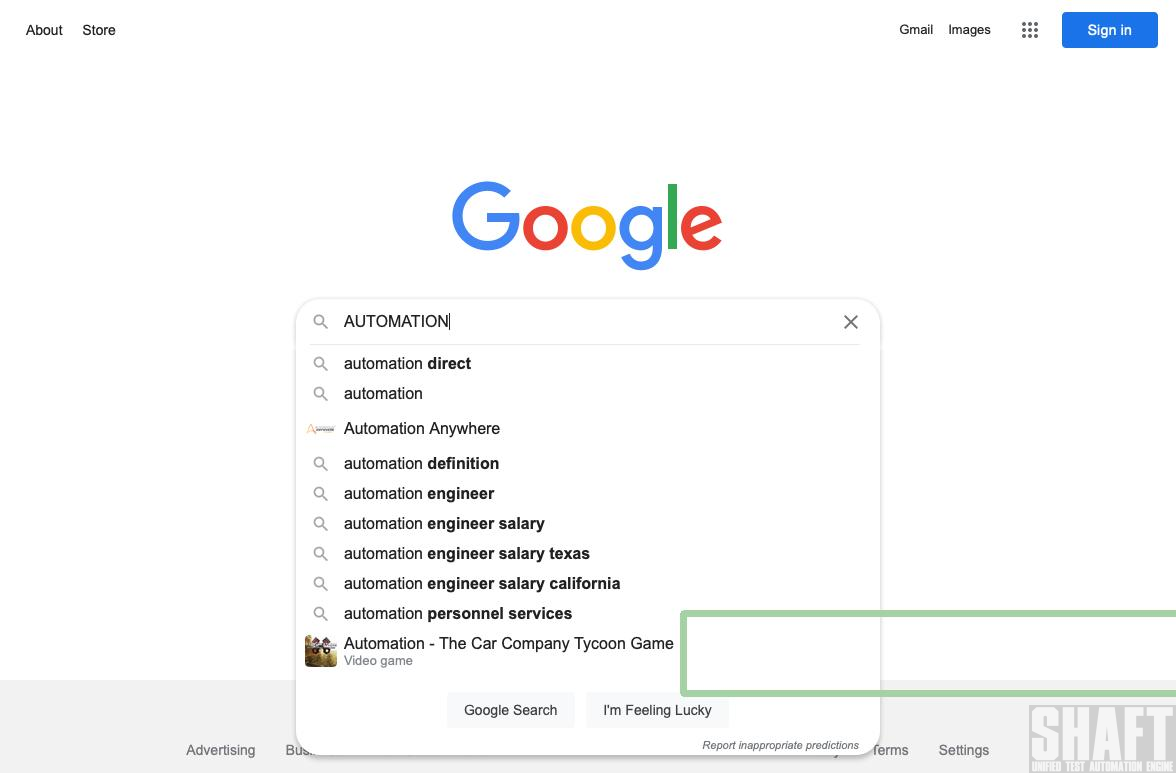 About Store Gmail Images Sign in
Google
AUTOMATION
automation direct
automation
Automation Anywhere
automation definition
automation engineer
automation engineer salary
automation engineer salary texas
automation engineer salary california
automation personnel services
Automation - The Car Company Tycoon Game
Video game
Google Search I'm Feeling Lucky
Report inappropriate predictions
Advertising Terms Settings
SHAFT
UNIFIED TEST AUTOMATION ENGINE